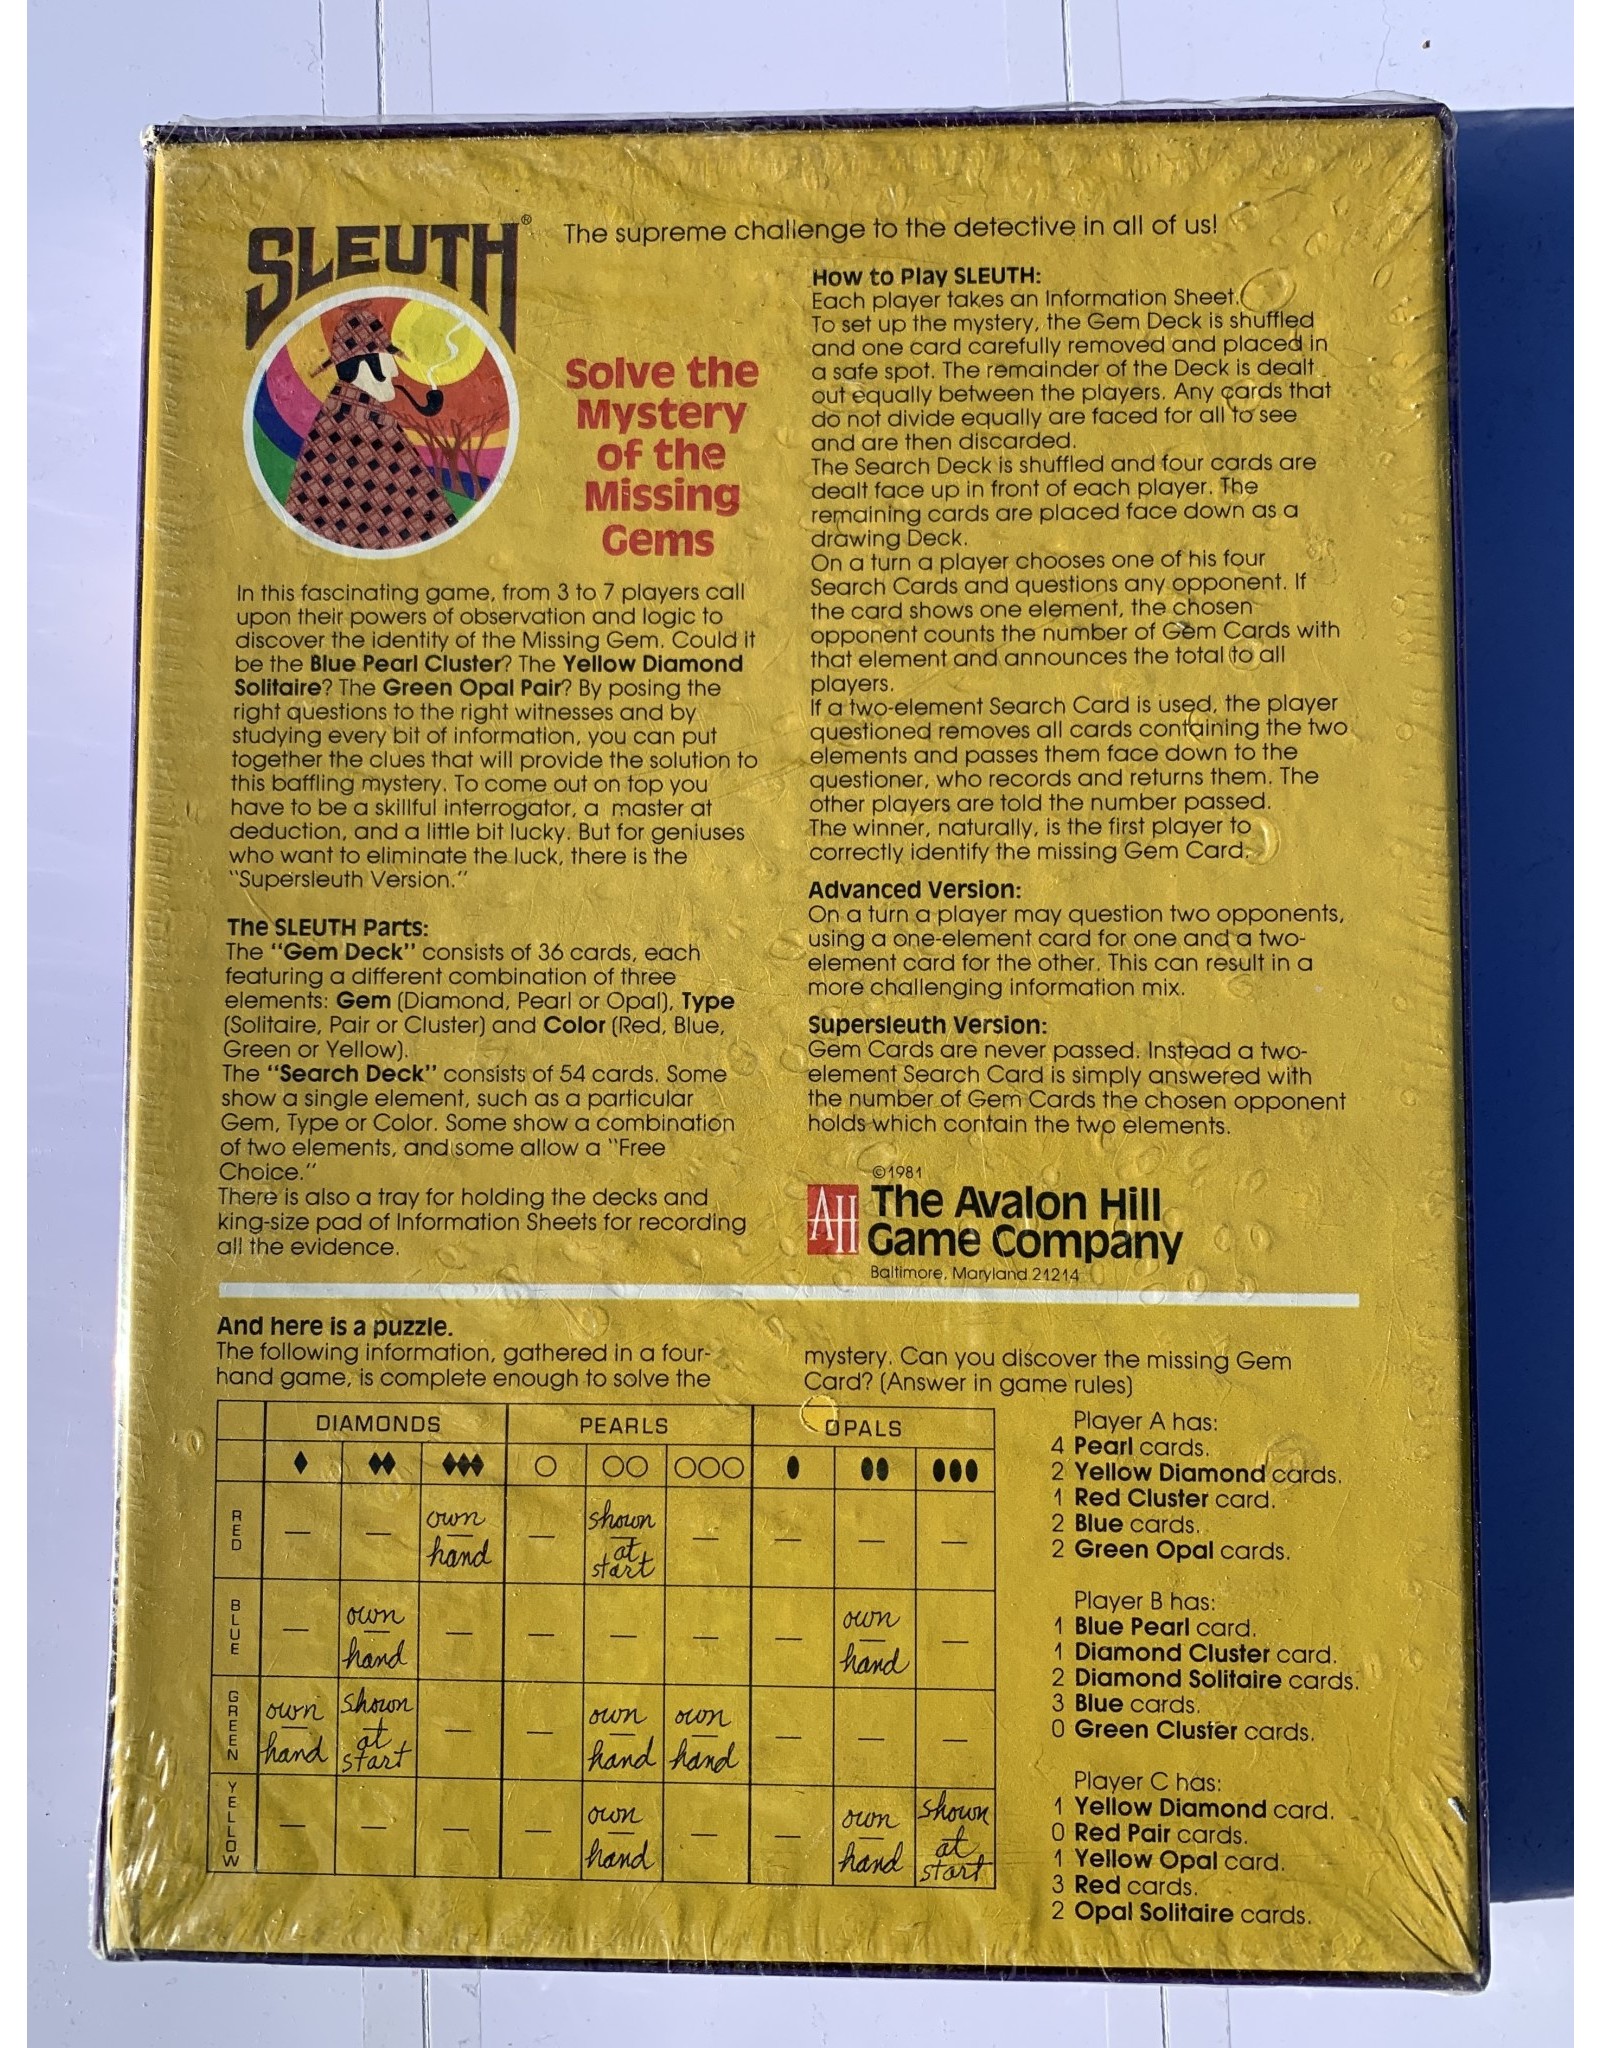 SLEUTH®
The supreme challenge to the detective in all of us!
Solve the
Mystery
of the
Missing
Gems
In this fascinating game, from 3 to 7 players call
upon their powers of observation and logic to
discover the identity of the Missing Gem. Could it
be the Blue Pearl Cluster? The Yellow Diamond
Solitaire? The Green Opal Pair? By posing the
right questions to the right witnesses and by
studying every bit of information, you can put
together the clues that will provide the solution to
this baffling mystery. To come out on top you
have to be a skillful interrogator, a master at
deduction, and a little bit lucky. But for geniuses
who want to eliminate the luck, there is the
"Supersleuth Version."
The SLEUTH Parts:
The "Gem Deck" consists of 36 cards, each
featuring a different combination of three
elements: Gem (Diamond, Pearl or Opal), Type
(Solitaire, Pair or Cluster) and Color (Red, Blue,
Green or Yellow).
The "Search Deck" consists of 54 cards. Some
show a single element, such as a particular
Gem, Type or Color. Some show a combination
of two elements, and some allow a "Free
Choice."
There is also a tray for holding the decks and
king-size pad of Information Sheets for recording
all the evidence.
How to Play SLEUTH:
Each player takes an Information Sheet.
To set up the mystery, the Gem Deck is shuffled
and one card carefully removed and placed in
a safe spot. The remainder of the Deck is dealt
out equally between the players. Any cards that
do not divide equally are faced for all to see
and are then discarded.
The Search Deck is shuffled and four cards are
dealt face up in front of each player. The
remaining cards are placed face down as a
drawing Deck.
On a turn a player chooses one of his four
Search Cards and questions any opponent. If
the card shows one element, the chosen
opponent counts the number of Gem Cards with
that element and announces the total to all
players.
If a two-element Search Card is used, the player
questioned removes all cards containing the two
elements and passes them face down to the
questioner, who records and returns them. The
other players are told the number passed.
The winner, naturally, is the first player to
correctly identify the missing Gem Card.
Advanced Version:
On a turn a player may question two opponents,
using a one-element card for one and a two-
element card for the other. This can result in a
more challenging information mix.
Supersleuth Version:
Gem Cards are never passed. Instead a two-
element Search Card is simply answered with
the number of Gem Cards the chosen opponent
holds which contain the two elements.
©1981
AH The Avalon Hill
Game Company
Baltimore, Maryland 21214
And here is a puzzle.
The following information, gathered in a four-
hand game, is complete enough to solve the
mystery. Can you discover the missing Gem
Card? (Answer in game rules)
DIAMONDS PEARLS OPALS
RED — — own hand — shown at start — — — —
BLUE — own hand — — — — — own hand —
GREEN own hand shown at start — — own hand own hand — — —
YELLOW — — — — own hand — — own hand shown at start
Player A has:
4 Pearl cards.
2 Yellow Diamond cards.
1 Red Cluster card.
2 Blue cards.
2 Green Opal cards.
Player B has:
1 Blue Pearl card.
1 Diamond Cluster card.
2 Diamond Solitaire cards.
3 Blue cards.
0 Green Cluster cards.
Player C has:
1 Yellow Diamond card.
0 Red Pair cards.
1 Yellow Opal card.
3 Red cards.
2 Opal Solitaire cards.